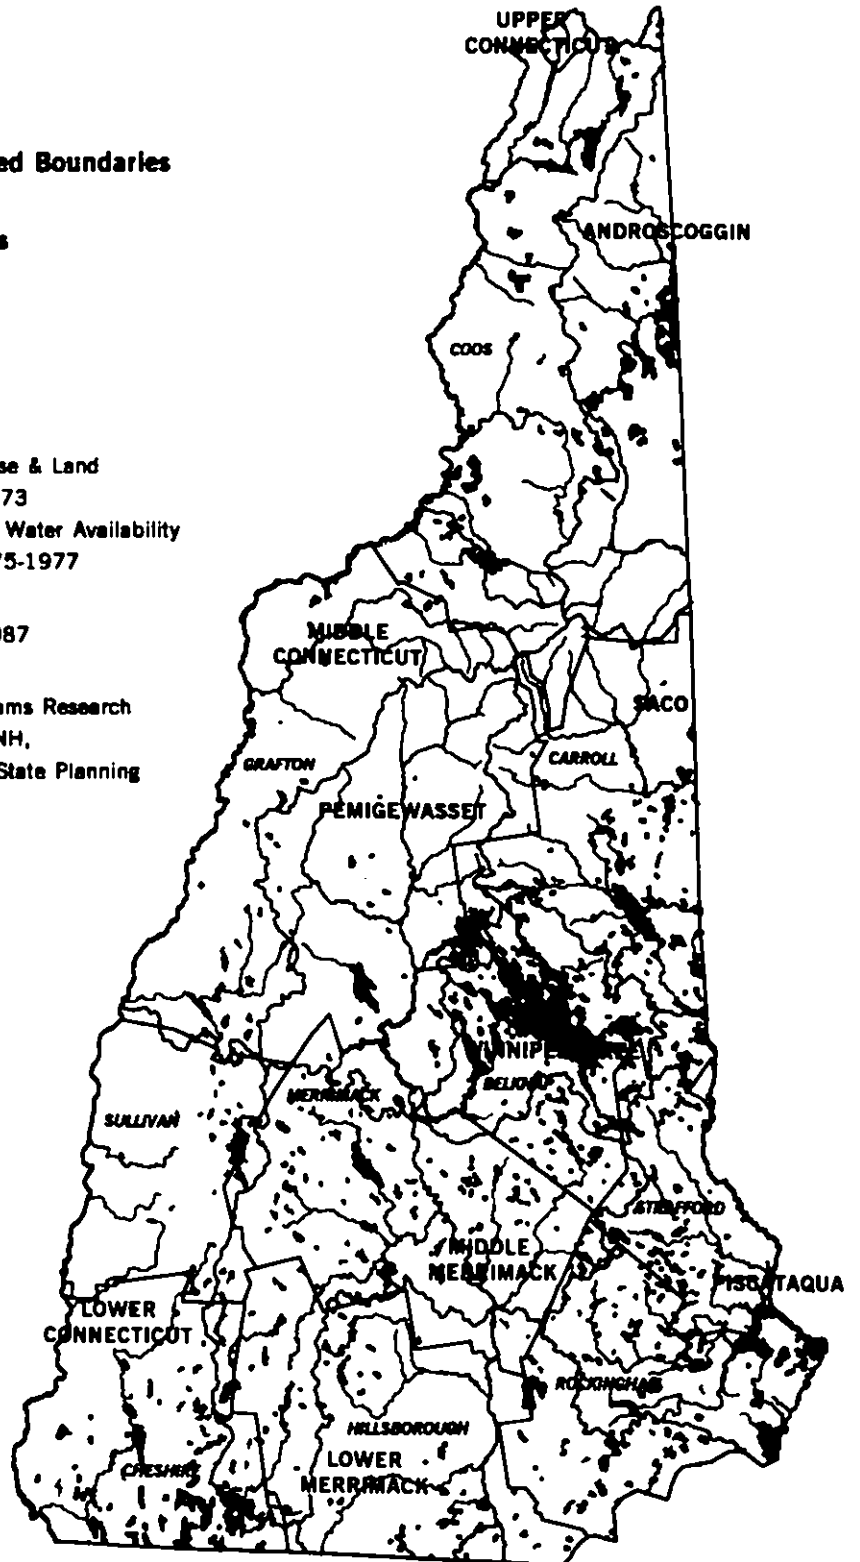 UPPER
CONNECTICUT
ed Boundaries
s
ANDROSCOGGIN
COOS
se & Land
73
Water Availability
75-1977
987
MIDDLE
CONNECTICUT
SACO
ams Research
NH,
State Planning
GRAFTON
CARROLL
PEMIGEWASSET
BELKNAP
MERRIMACK
SULLIVAN
STRAFFORD
MIDDLE
MERRIMACK
PISCATAQUA
LOWER
CONNECTICUT
ROCKINGHAM
HILLSBOROUGH
LOWER
MERRIMACK
CHESHIRE